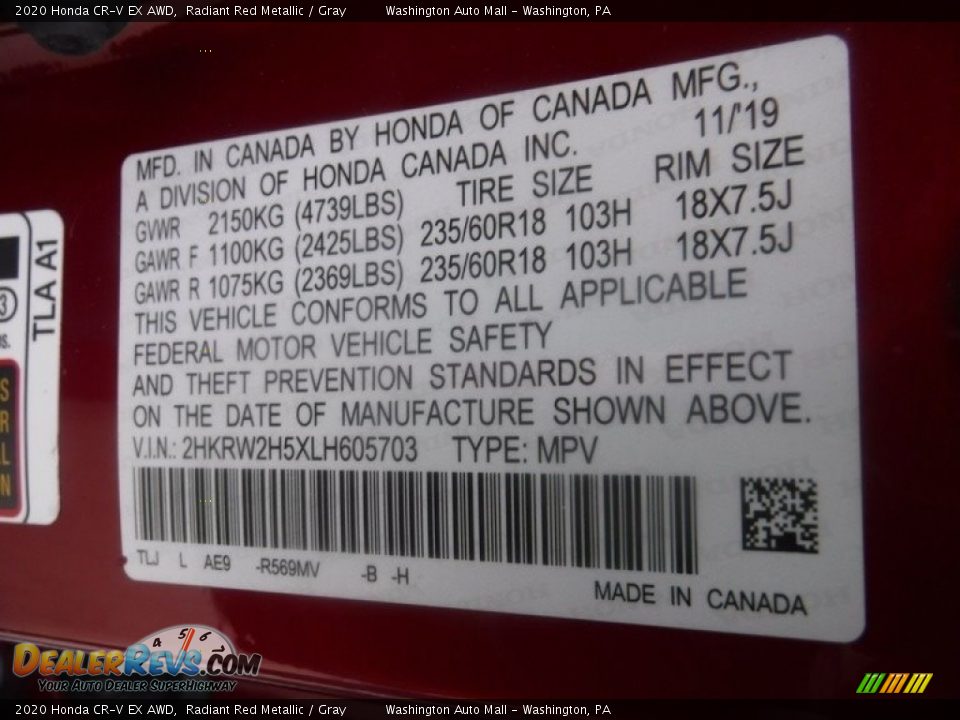 2020 Honda CR-V EX AWD, Radiant Red Metallic / Gray Washington Auto Mall - Washington, PA
MFD. IN CANADA BY HONDA OF CANADA MFG.,
A DIVISION OF HONDA CANADA INC. 11/'19
GVWR 2150KG (4739LBS) TIRE SIZE RIM SIZE
GAWR F 1100KG (2425LBS) 235/60R18 103H 18X7.5J
GAWR R 1075KG (2369LBS) 235/60R18 103H 18X7.5J
THIS VEHICLE CONFORMS TO ALL APPLICABLE
FEDERAL MOTOR VEHICLE SAFETY
AND THEFT PREVENTION STANDARDS IN EFFECT
ON THE DATE OF MANUFACTURE SHOWN ABOVE.
V.I.N.: 2HKRW2H5XLH605703 TYPE: MPV
TLJ L AE9 -R569MV -B -H
MADE IN CANADA
TLA A1
3
4 5 6
DEALERREVS.COM
YOUR AUTO DEALER SUPERHIGHWAY
2020 Honda CR-V EX AWD, Radiant Red Metallic / Gray Washington Auto Mall - Washington, PA